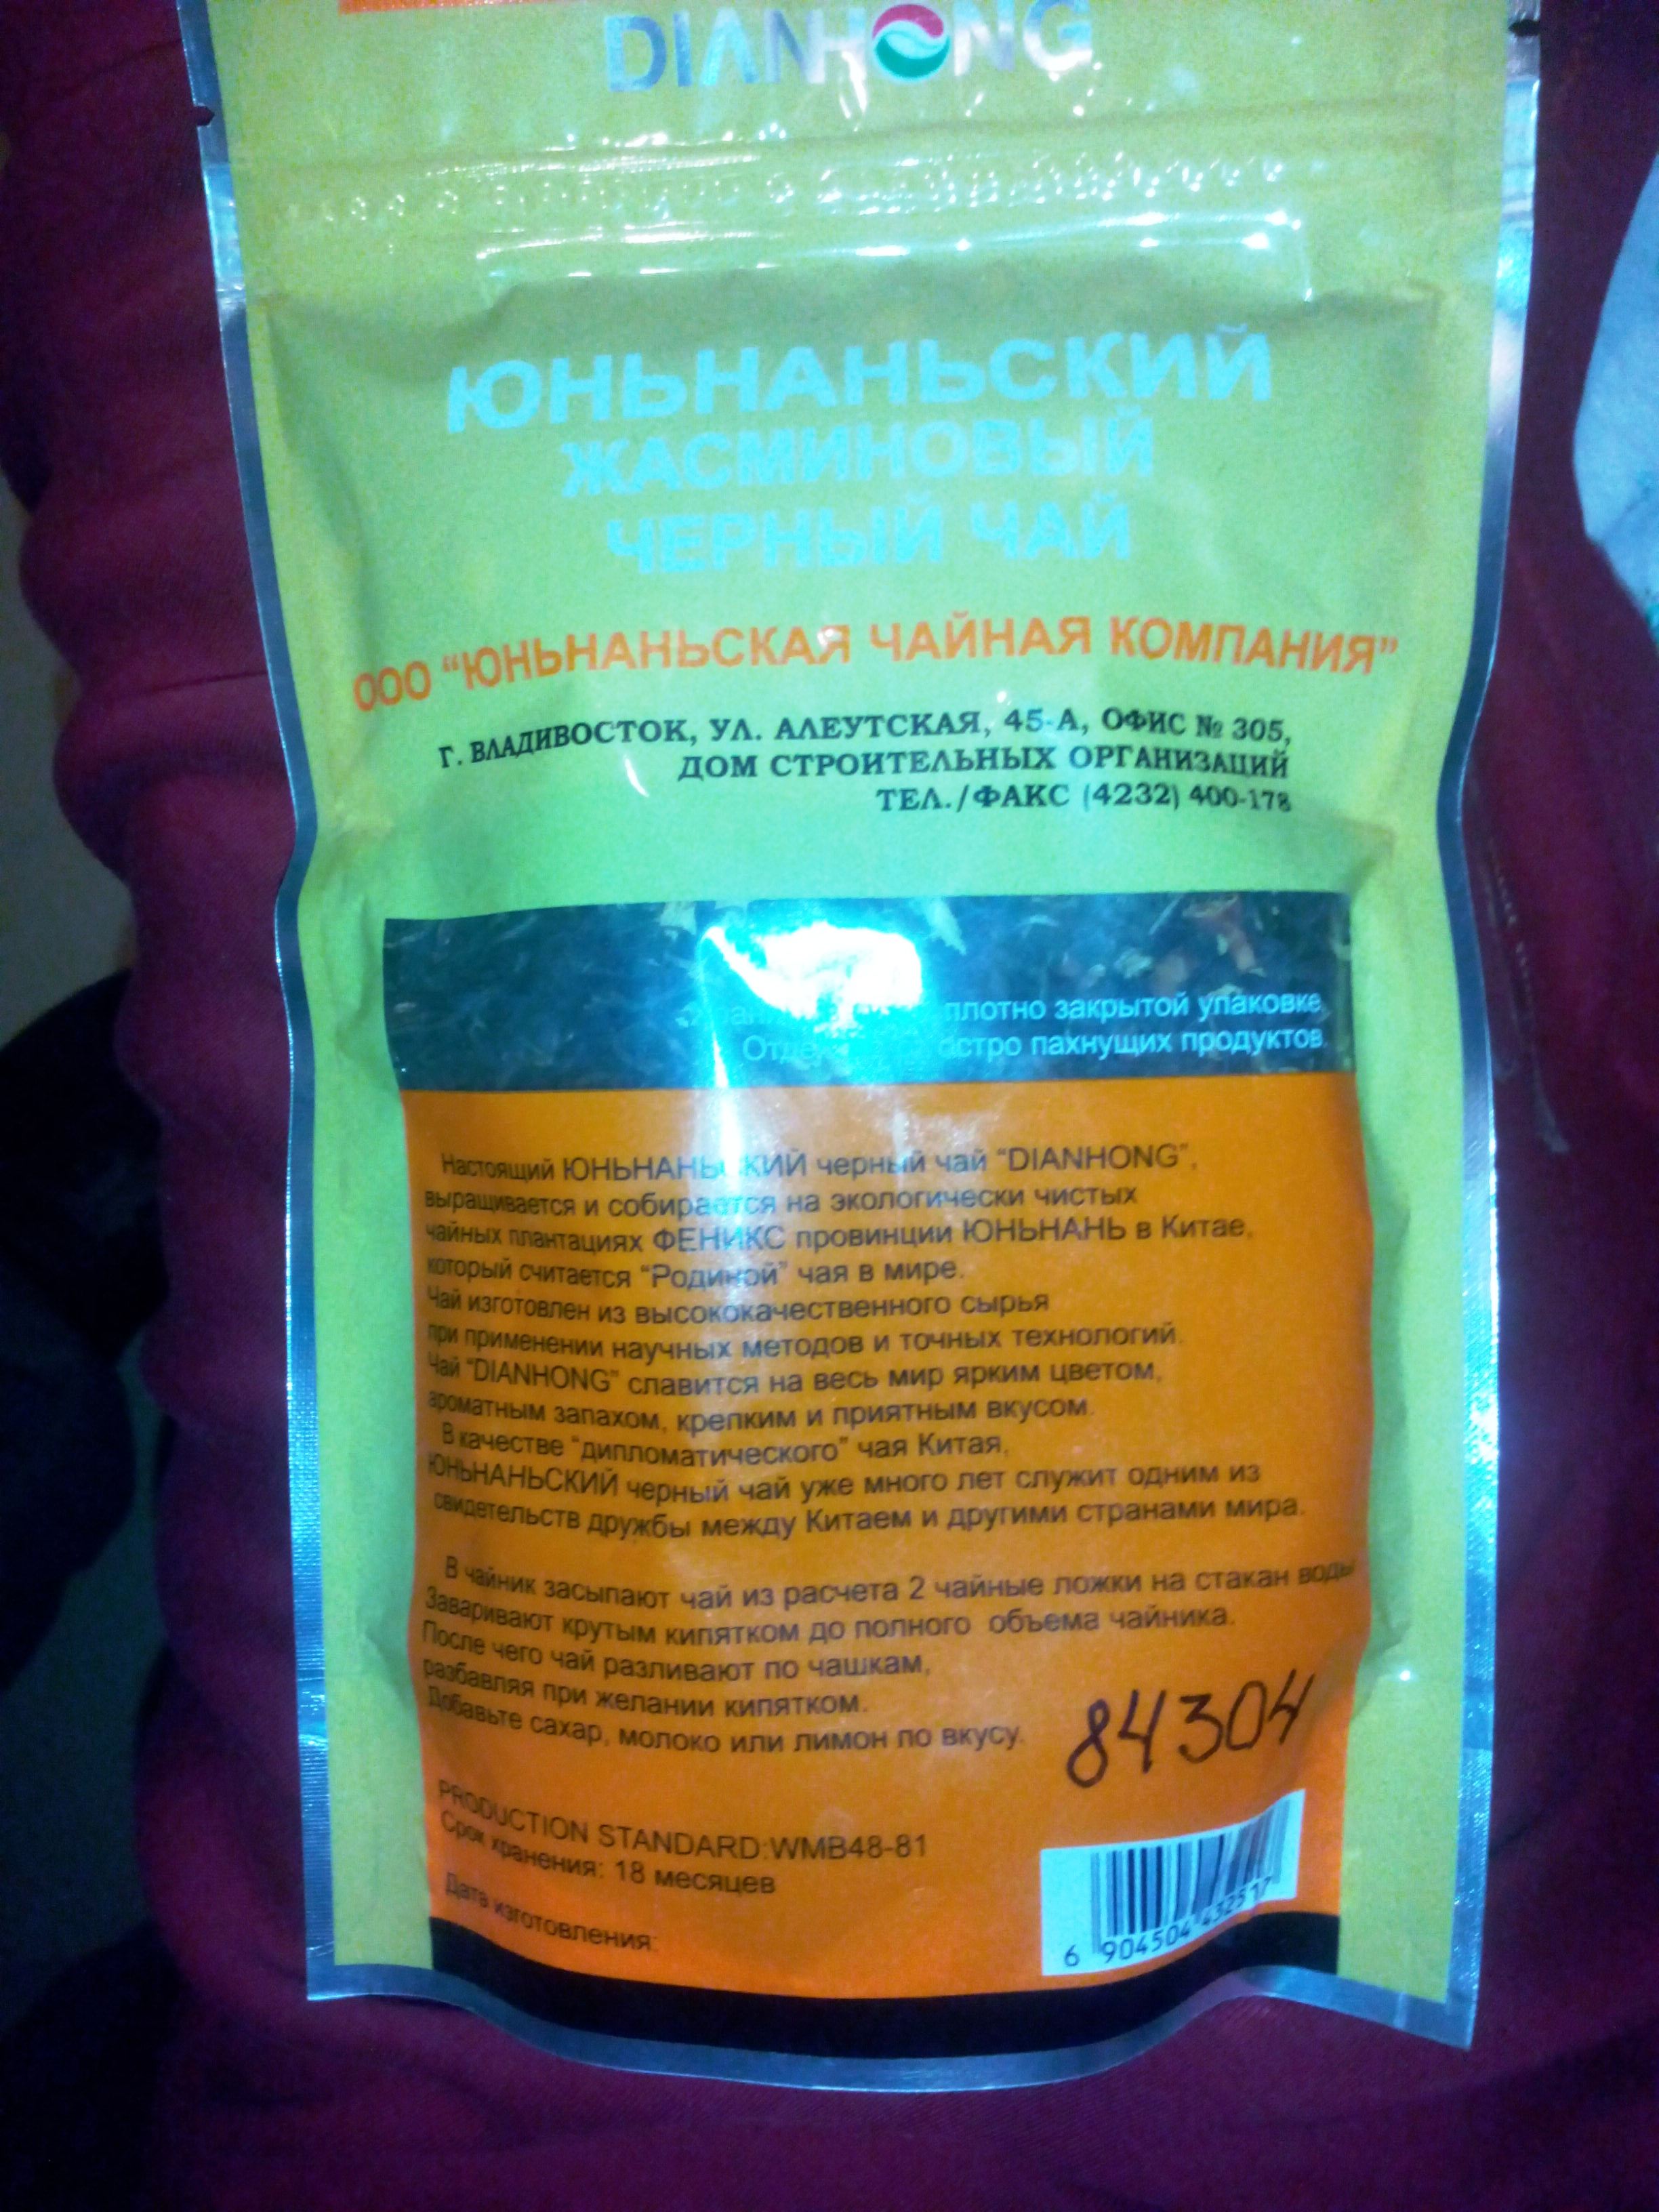 DIANHONG
ЮНЬНАНЬСКИЙ
ЖАСМИНОВЫЙ
ЧЕРНЫЙ ЧАЙ
ООО “ЮНЬНАНЬСКАЯ ЧАЙНАЯ КОМПАНИЯ”
Г. ВЛАДИВОСТОК, УЛ. АЛЕУТСКАЯ, 45-А, ОФИС № 305,
ДОМ СТРОИТЕЛЬНЫХ ОРГАНИЗАЦИЙ
ТЕЛ./ФАКС (4232) 400-178
плотно закрытой упаковке
остро пахнущих продуктов.
Настоящий ЮНЬНАНЬСКИЙ черный чай “DIANHONG”,
выращивается и собирается на экологически чистых
чайных плантациях ФЕНИКС провинции ЮНЬНАНЬ в Китае,
который считается “Родиной” чая в мире.
Чай изготовлен из высококачественного сырья
при применении научных методов и точных технологий.
Чай “DIANHONG” славится на весь мир ярким цветом,
ароматным запахом, крепким и приятным вкусом.
В качестве “дипломатического” чая Китая,
ЮНЬНАНЬСКИЙ черный чай уже много лет служит одним из
свидетельств дружбы между Китаем и другими странами мира.
В чайник засыпают чай из расчета 2 чайные ложки на стакан воды
Заваривают крутым кипятком до полного объема чайника.
После чего чай разливают по чашкам,
разбавляя при желании кипятком.
Добавьте сахар, молоко или лимон по вкусу.
84304
PRODUCTION STANDARD:WMB48-81
Срок хранения: 18 месяцев
Дата изготовления:
6 904504 432517